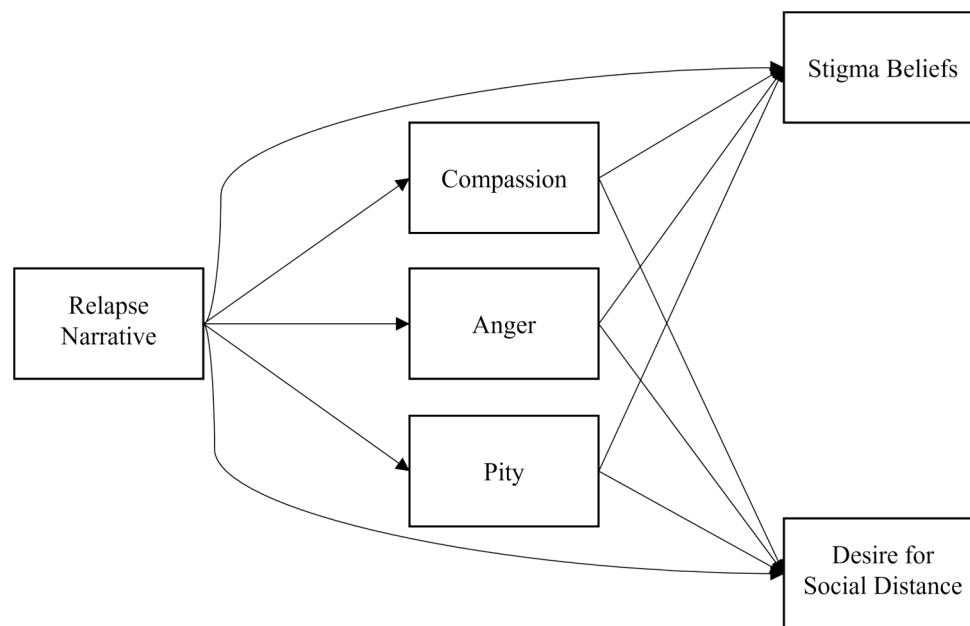 Stigma Beliefs
Compassion
Relapse
Narrative
Anger
Pity
Desire for
Social Distance